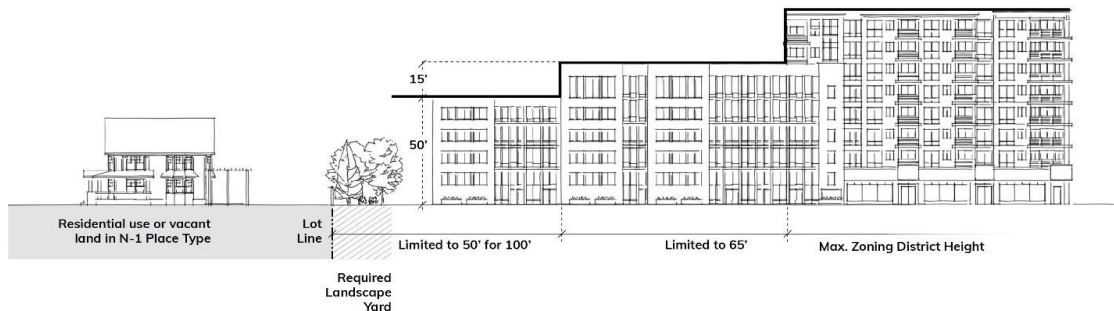 15’
50’
Residential use or vacant
land in N-1 Place Type
Lot
Line
Limited to 50’ for 100’
Limited to 65’
Max. Zoning District Height
Required
Landscape
Yard